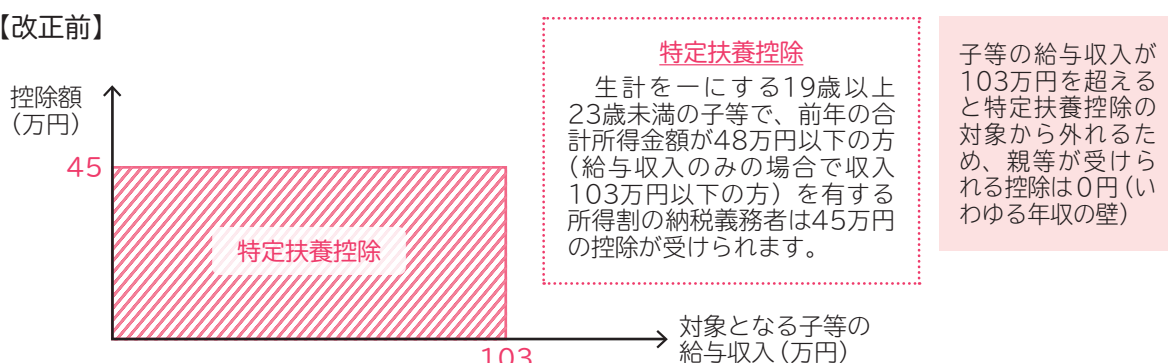 【改正前】
控除額
(万円)
45
特定扶養控除
103
対象となる子等の
給与収入(万円)
特定扶養控除
生計を一にする19歳以上
23歳未満の子等で、前年の合
計所得金額が48万円以下の方
(給与収入のみの場合で収入
103万円以下の方)を有する
所得割の納税義務者は45万円
の控除が受けられます。
子等の給与収入が
103万円を超える
と特定扶養控除の
対象から外れるた
め、親等が受けら
れる控除は0円(い
わゆる年収の壁)